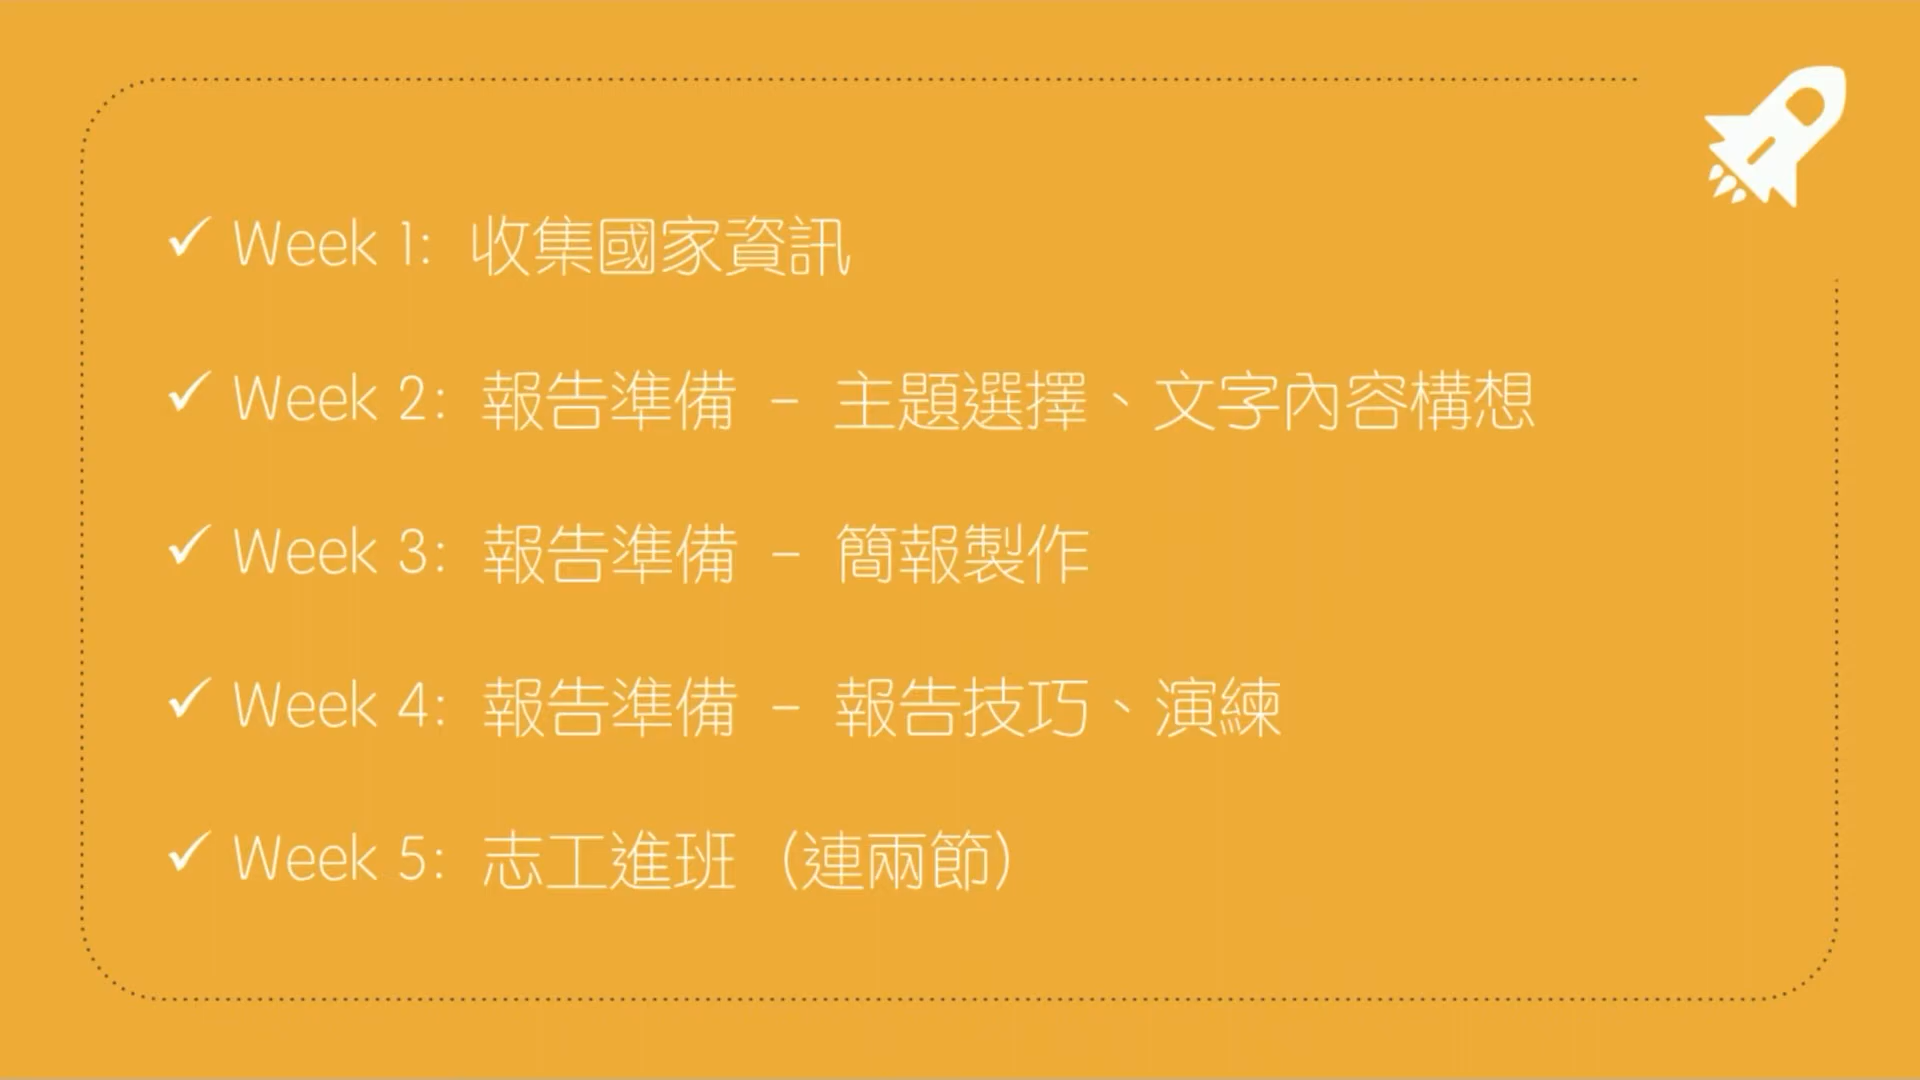 ✓ Week 1: 收集國家資訊
✓ Week 2: 報告準備 - 主題選擇、文字內容構想
✓ Week 3: 報告準備 - 簡報製作
✓ Week 4: 報告準備 - 報告技巧、演練
✓ Week 5: 志工進班 (連兩節)